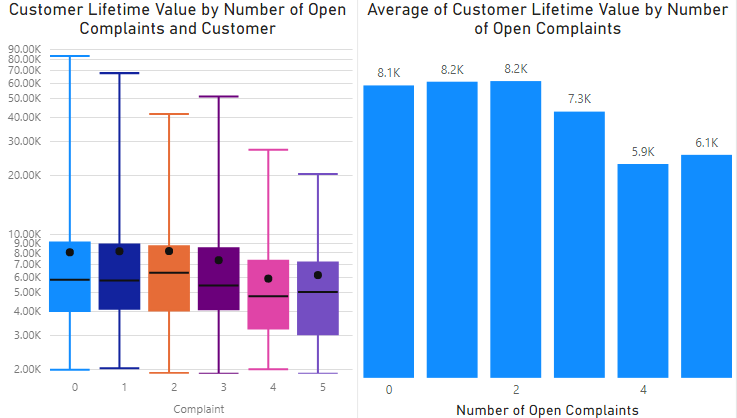 Customer Lifetime Value by Number of Open
Complaints and Customer
90.00K
80.00K
70.00K
60.00K
50.00K
40.00K
30.00K
20.00K
10.00K
9.00K
8.00K
7.00K
6.00K
5.00K
4.00K
3.00K
2.00K
0 1 2 3 4 5
Complaint
Average of Customer Lifetime Value by Number
of Open Complaints
8.1K 8.2K 8.2K 7.3K 5.9K 6.1K
0 2 4
Number of Open Complaints